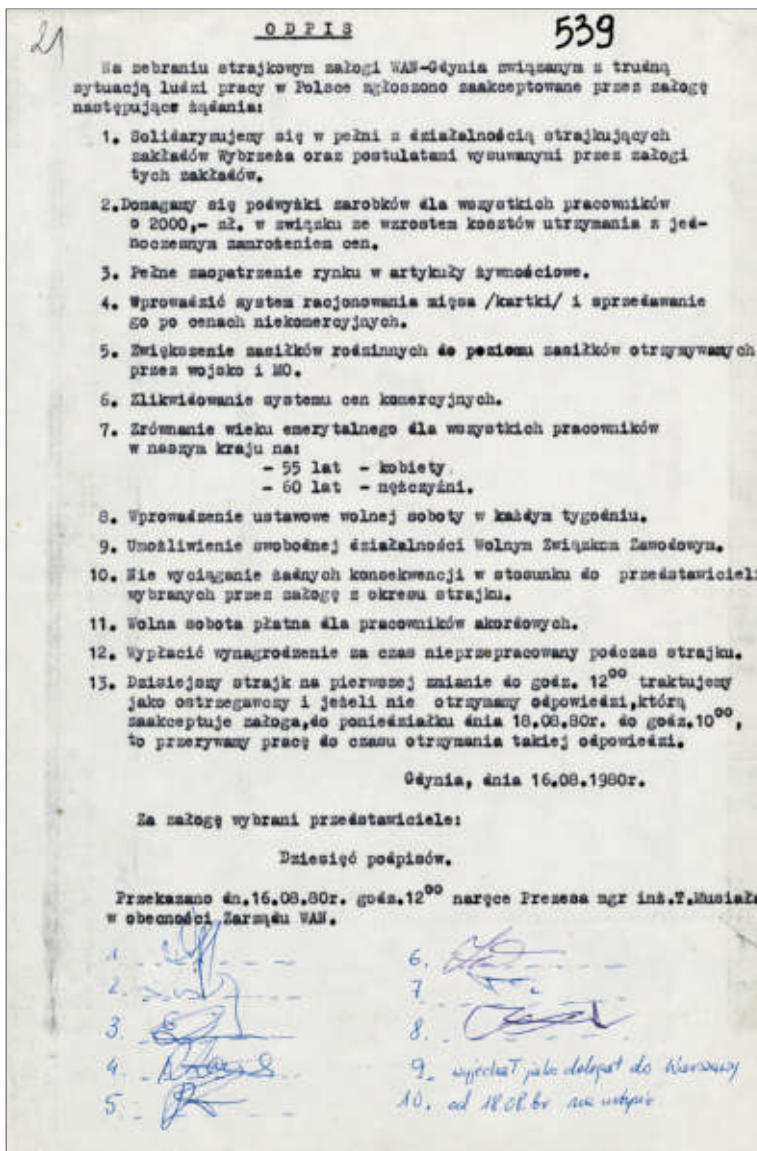 21
O D P I S
539
Na zebraniu strajkowym załogi WAN-Gdynia związanym z trudną
sytuacją ludzi pracy w Polsce zgłoszono zaakceptowane przez załogę
następujące żądania:
1. Solidaryzujemy się w pełni z działalnością strajkujących
zakładów Wybrzeża oraz postulatami wysuwanymi przez załogi
tych zakładów.
2. Domagamy się podwyżki zarobków dla wszystkich pracowników
o 2000,- zł. w związku ze wzrostem kosztów utrzymania z jed-
noczesnym zamrożeniem cen.
3. Pełne zaopatrzenie rynku w artykuły żywnościowe.
4. Wprowadzić system racjonowania mięsa /kartki/ i sprzedawanie
go po cenach niekomercyjnych.
5. Zwiększenie zasiłków rodzinnych do poziomu zasiłków otrzymywanych
przez wojsko i MO.
6. Zlikwidowanie systemu cen komercyjnych.
7. Zrównanie wieku emerytalnego dla wszystkich pracowników
w naszym kraju na:
- 55 lat - kobiety
- 60 lat - mężczyźni.
8. Wprowadzenie ustawowe wolnej soboty w każdym tygodniu.
9. Umożliwienie swobodnej działalności Wolnym Związkom Zawodowym.
10. Nie wyciąganie żadnych konsekwencji w stosunku do przedstawicieli
wybranych przez załogę z okresu strajku.
11. Wolna sobota płatna dla pracowników akordowych.
12. Wypłacić wynagrodzenie za czas nieprzepracowany podczas strajku.
13. Dzisiejszy strajk na pierwszej zmianie do godz. 12⁰⁰ traktujemy
jako ostrzegawczy i jeżeli nie otrzymamy odpowiedzi, którą
zaakceptuje załoga, do poniedziałku dnia 18.08.80r. do godz. 10⁰⁰,
to przerywamy pracę do czasu otrzymania takiej odpowiedzi.
Gdynia, dnia 16.08.1980r.
Za załogę wybrani przedstawiciele:
Dziesięć podpisów.
Przekazano dn. 16.08.80r. godz. 12⁰⁰ naręce Prezesa mgr inż. T. Musiała
w obecności Zarządu WAN.
1.
2.
3.
4.
5
6.
7
8.
9. wyjechał jako delegat do Warszawy
10. od 18.08.br na urlopie